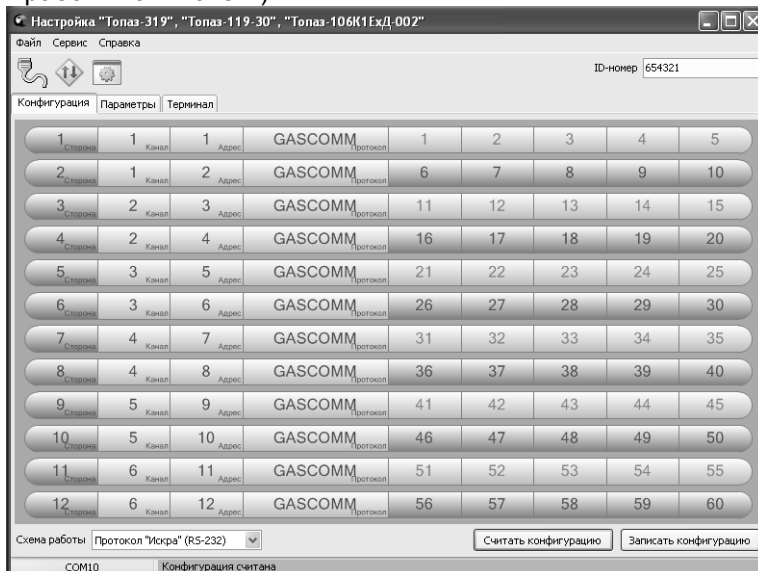 Настройка "Топаз-319", "Топаз-119-30", "Топаз-106К1ЕхД-002"
Файл Сервис Справка
ID-номер 654321
Конфигурация Параметры Терминал
1 Сторона 1 Канал 1 Адрес GASCOMM Протокол 1 2 3 4 5
2 Сторона 1 Канал 2 Адрес GASCOMM Протокол 6 7 8 9 10
3 Сторона 2 Канал 3 Адрес GASCOMM Протокол 11 12 13 14 15
4 Сторона 2 Канал 4 Адрес GASCOMM Протокол 16 17 18 19 20
5 Сторона 3 Канал 5 Адрес GASCOMM Протокол 21 22 23 24 25
6 Сторона 3 Канал 6 Адрес GASCOMM Протокол 26 27 28 29 30
7 Сторона 4 Канал 7 Адрес GASCOMM Протокол 31 32 33 34 35
8 Сторона 4 Канал 8 Адрес GASCOMM Протокол 36 37 38 39 40
9 Сторона 5 Канал 9 Адрес GASCOMM Протокол 41 42 43 44 45
10 Сторона 5 Канал 10 Адрес GASCOMM Протокол 46 47 48 49 50
11 Сторона 6 Канал 11 Адрес GASCOMM Протокол 51 52 53 54 55
12 Сторона 6 Канал 12 Адрес GASCOMM Протокол 56 57 58 59 60
Схема работы Протокол "Искра" (RS-232) Считать конфигурацию Записать конфигурацию
COM10 Конфигурация считана